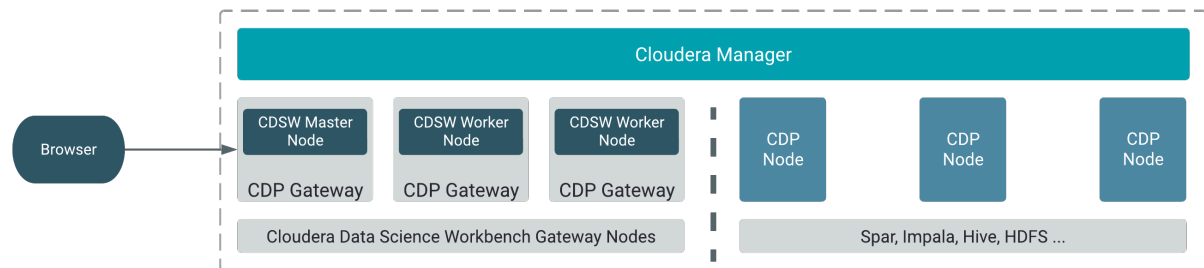 Cloudera Manager
Browser
CDSW Master
Node
CDP Gateway
CDSW Worker
Node
CDP Gateway
CDSW Worker
Node
CDP Gateway
CDP
Node
CDP
Node
CDP
Node
Cloudera Data Science Workbench Gateway Nodes
Spar, Impala, Hive, HDFS ...